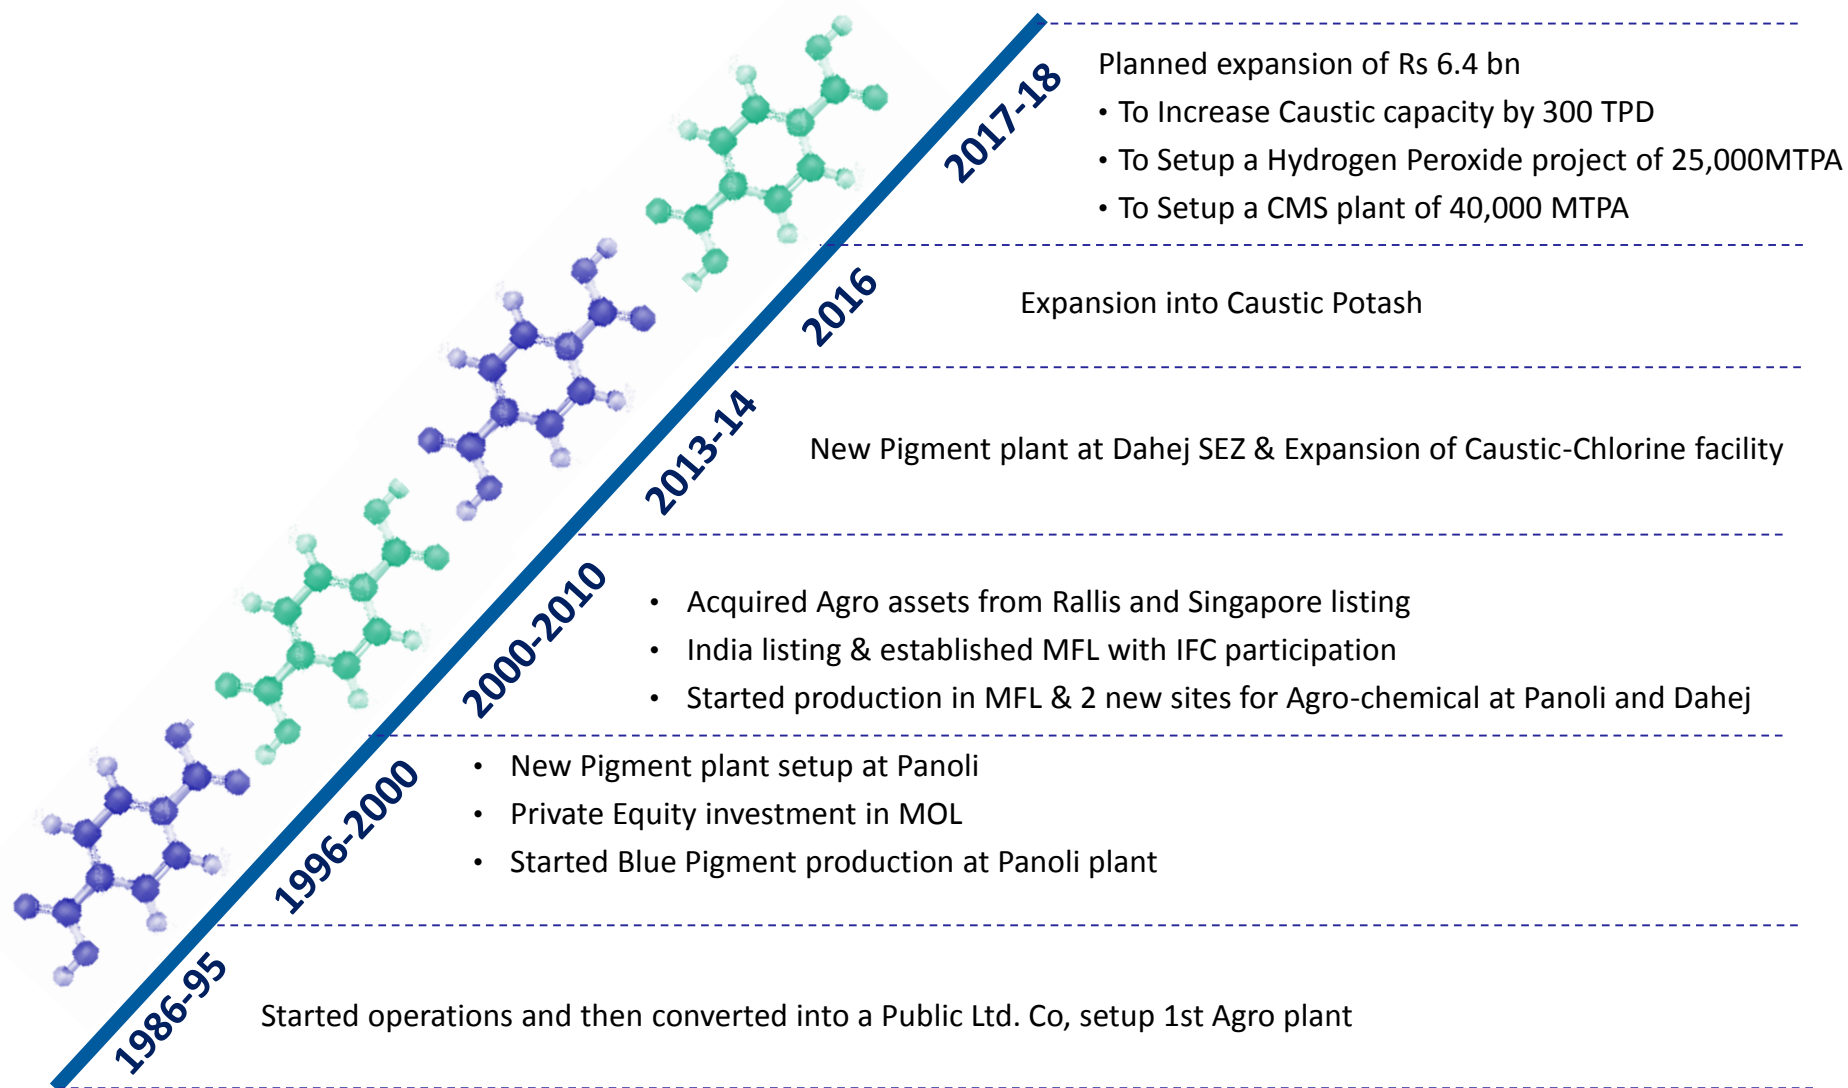 2017-18
Planned expansion of Rs 6.4 bn
• To Increase Caustic capacity by 300 TPD
• To Setup a Hydrogen Peroxide project of 25,000MTPA
• To Setup a CMS plant of 40,000 MTPA
2016
Expansion into Caustic Potash
2013-14
New Pigment plant at Dahej SEZ & Expansion of Caustic-Chlorine facility
2000-2010
• Acquired Agro assets from Rallis and Singapore listing
• India listing & established MFL with IFC participation
• Started production in MFL & 2 new sites for Agro-chemical at Panoli and Dahej
1996-2000
• New Pigment plant setup at Panoli
• Private Equity investment in MOL
• Started Blue Pigment production at Panoli plant
1986-95
Started operations and then converted into a Public Ltd. Co, setup 1st Agro plant